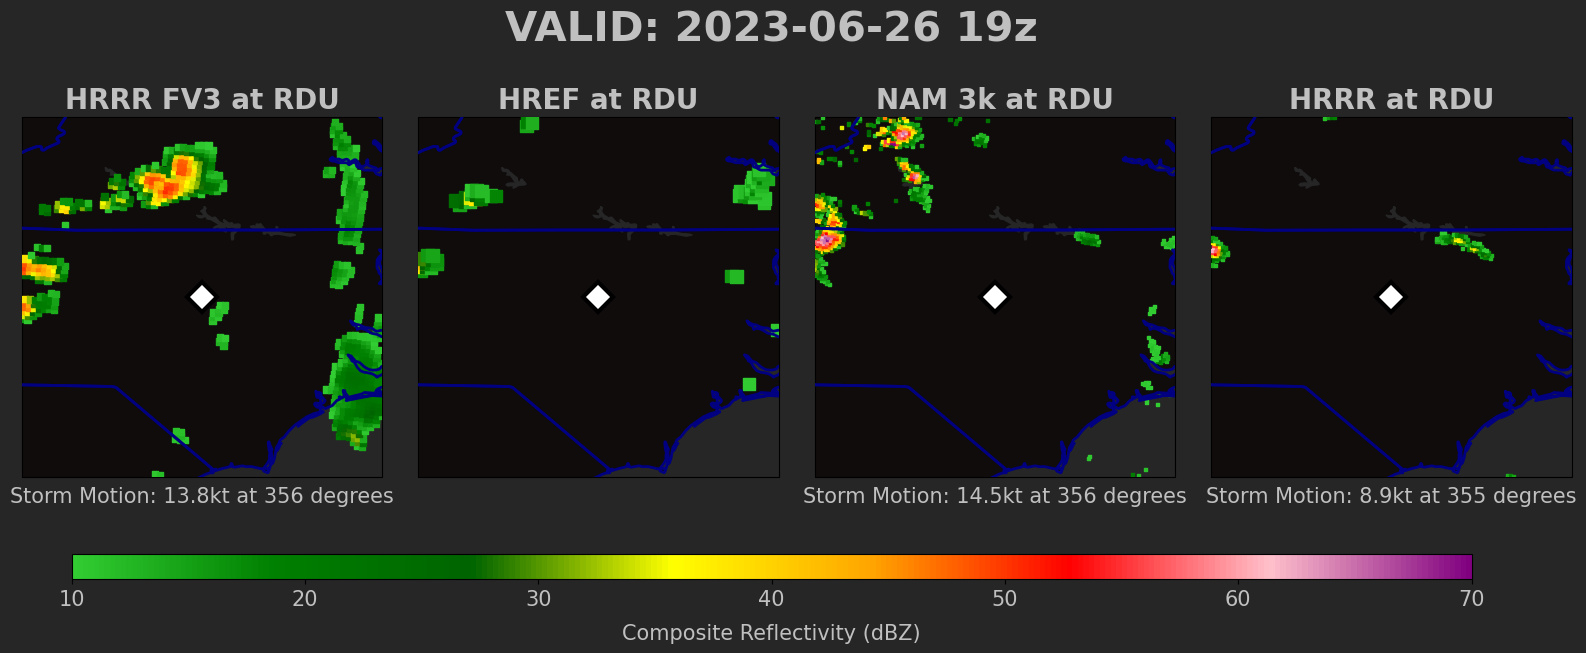 VALID: 2023-06-26 19z
HRRR FV3 at RDU
HREF at RDU
NAM 3k at RDU
HRRR at RDU
Storm Motion: 13.8kt at 356 degrees
Storm Motion: 14.5kt at 356 degrees
Storm Motion: 8.9kt at 355 degrees
10 20 30 40 50 60 70
Composite Reflectivity (dBZ)